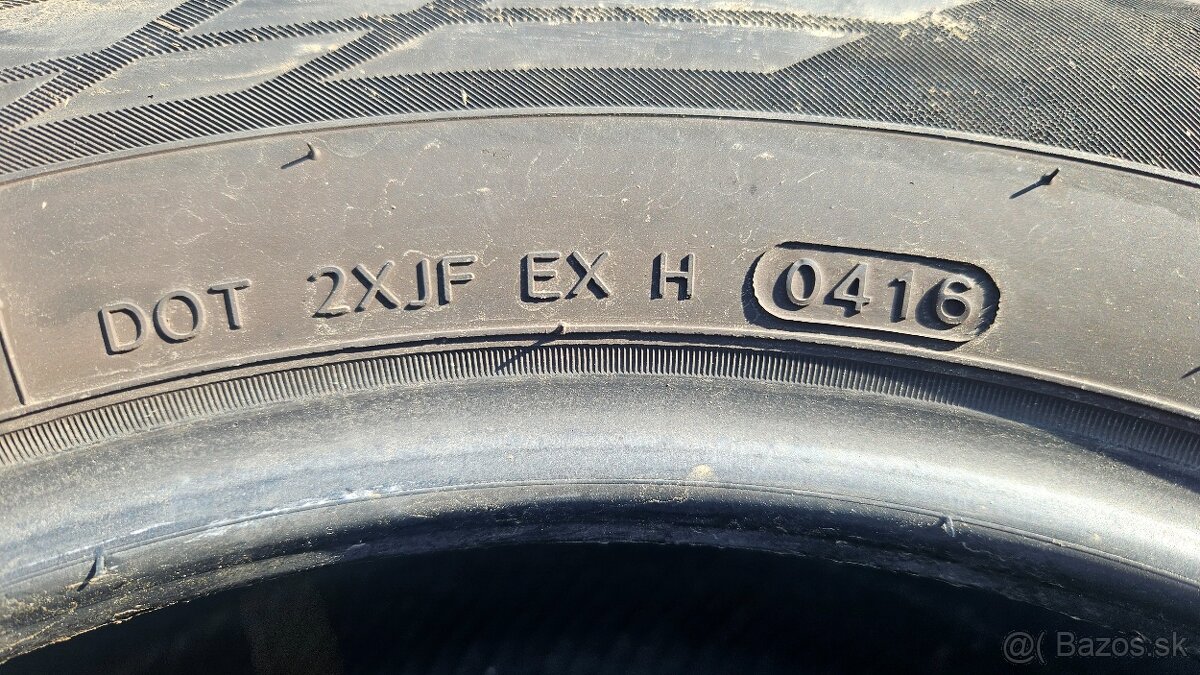 DOT 2XJF EX H 0416
@( Bazos.sk